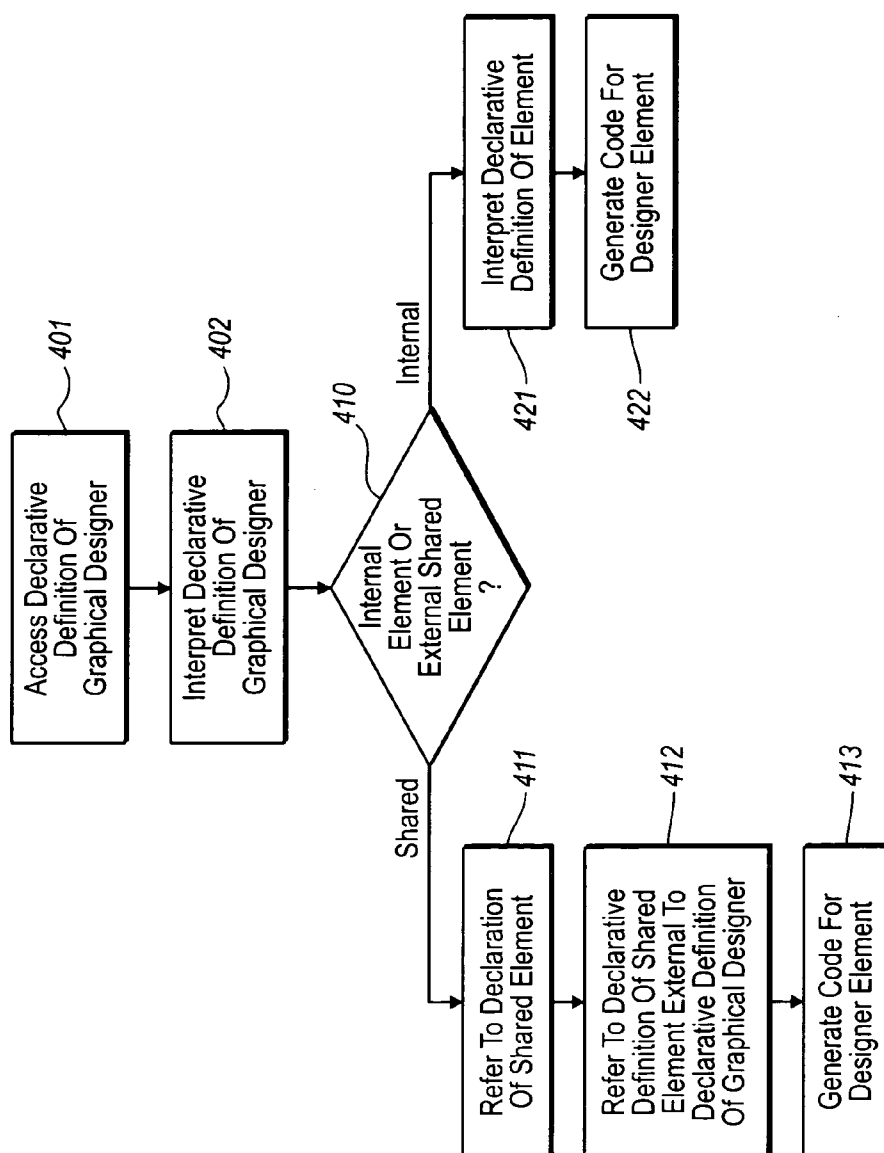 Access Declarative
Definition Of
Graphical Designer
401
Interpret Declarative
Definition Of
Graphical Designer
402
Internal
Element Or
External Shared
Element
?
410
Shared
Internal
Refer To Declaration
Of Shared Element
411
Refer To Declarative
Definition Of Shared
Element External To
Declarative Definition
Of Graphical Designer
412
Generate Code For
Designer Element
413
Interpret Declarative
Definition Of Element
421
Generate Code For
Designer Element
422